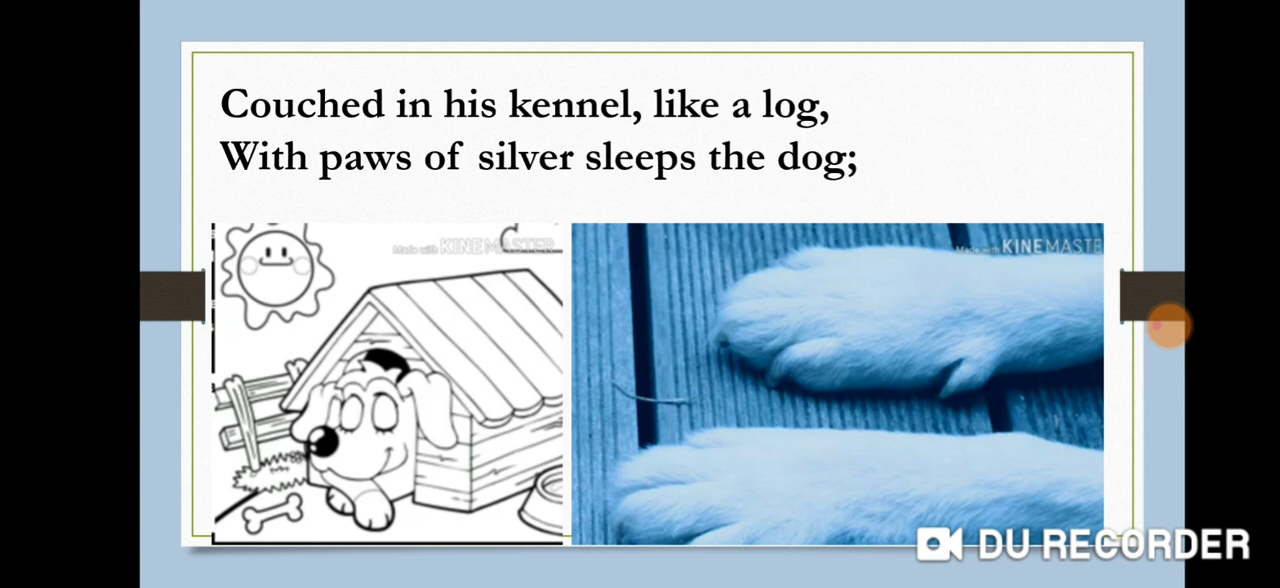 Couched in his kennel, like a log,
With paws of silver sleeps the dog;
Made with KINEMASTER
Made with KINEMASTE
DU RECORDER